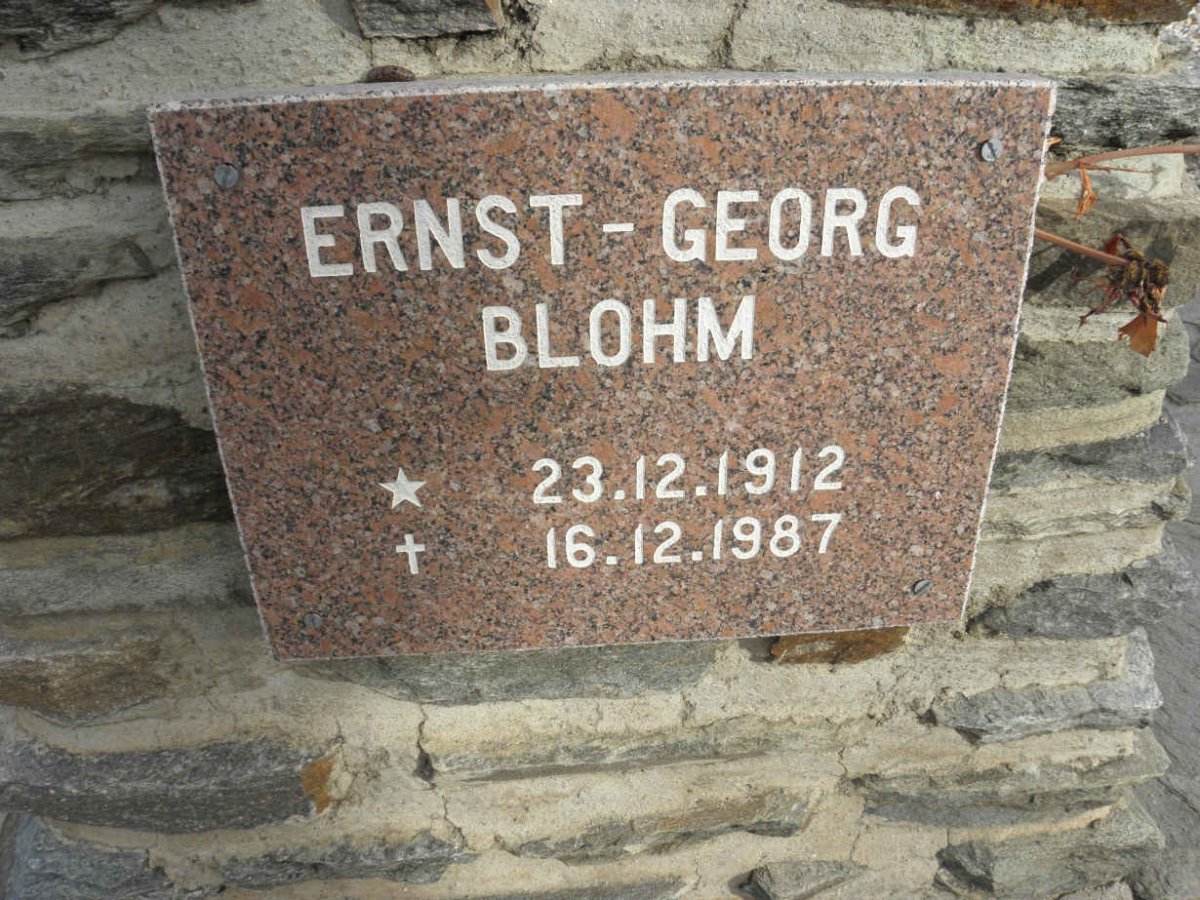 ERNST-GEORG
BLOHM
★ 23.12.1912
✝ 16.12.1987